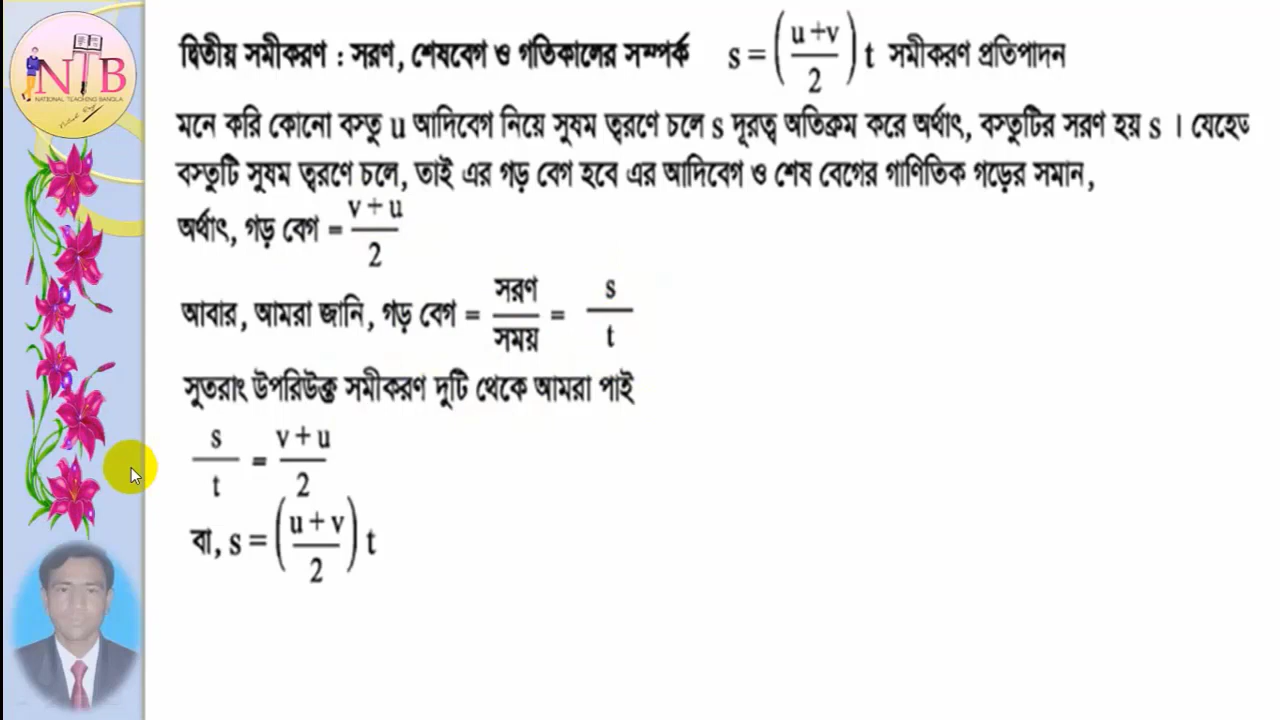 NTB
NATIONAL TEACHING BANGLA
দ্বিতীয় সমীকরণ : সরণ, শেষবেগ ও গতিকালের সম্পর্ক s = ( (u+v)/2 ) t সমীকরণ প্রতিপাদন
মনে করি কোনো বস্তু u আদিবেগ নিয়ে সুষম ত্বরণে চলে s দূরত্ব অতিক্রম করে অর্থাৎ, বস্তুটির সরণ হয় s । যেহেত
বস্তুটি সুষম ত্বরণে চলে, তাই এর গড় বেগ হবে এর আদিবেগ ও শেষ বেগের গাণিতিক গড়ের সমান,
অর্থাৎ, গড় বেগ = (v + u)/2
আবার, আমরা জানি, গড় বেগ = সরণ/সময় = s/t
সুতরাং উপরিউক্ত সমীকরণ দুটি থেকে আমরা পাই
s/t = (v + u)/2
বা, s = ( (u + v)/2 ) t